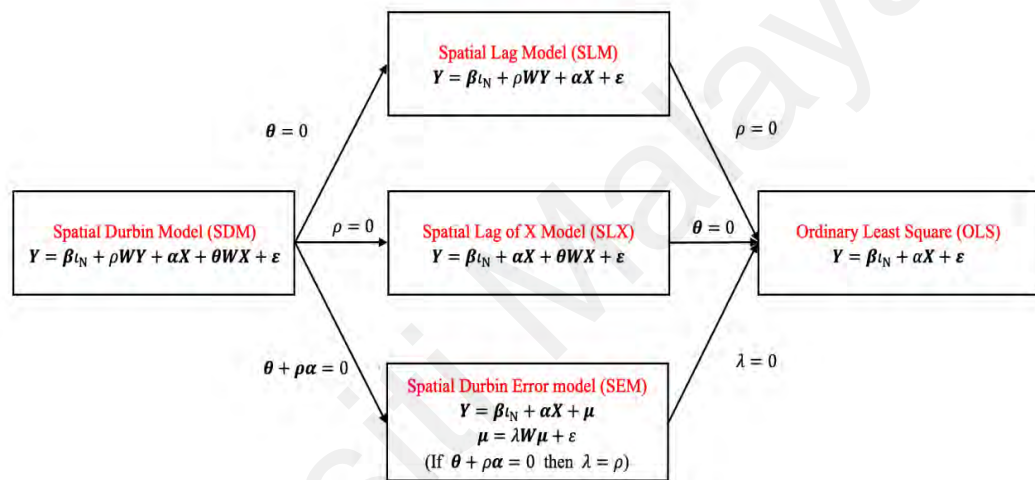 Spatial Lag Model (SLM)
Y = βι_N + ρWY + αX + ε
θ = 0
ρ = 0
Spatial Durbin Model (SDM)
Y = βι_N + ρWY + αX + θWX + ε
ρ = 0
Spatial Lag of X Model (SLX)
Y = βι_N + αX + θWX + ε
θ = 0
Ordinary Least Square (OLS)
Y = βι_N + αX + ε
θ + ρα = 0
λ = 0
Spatial Durbin Error model (SEM)
Y = βι_N + αX + μ
μ = λWμ + ε
(If θ + ρα = 0 then λ = ρ)
siti Malaya